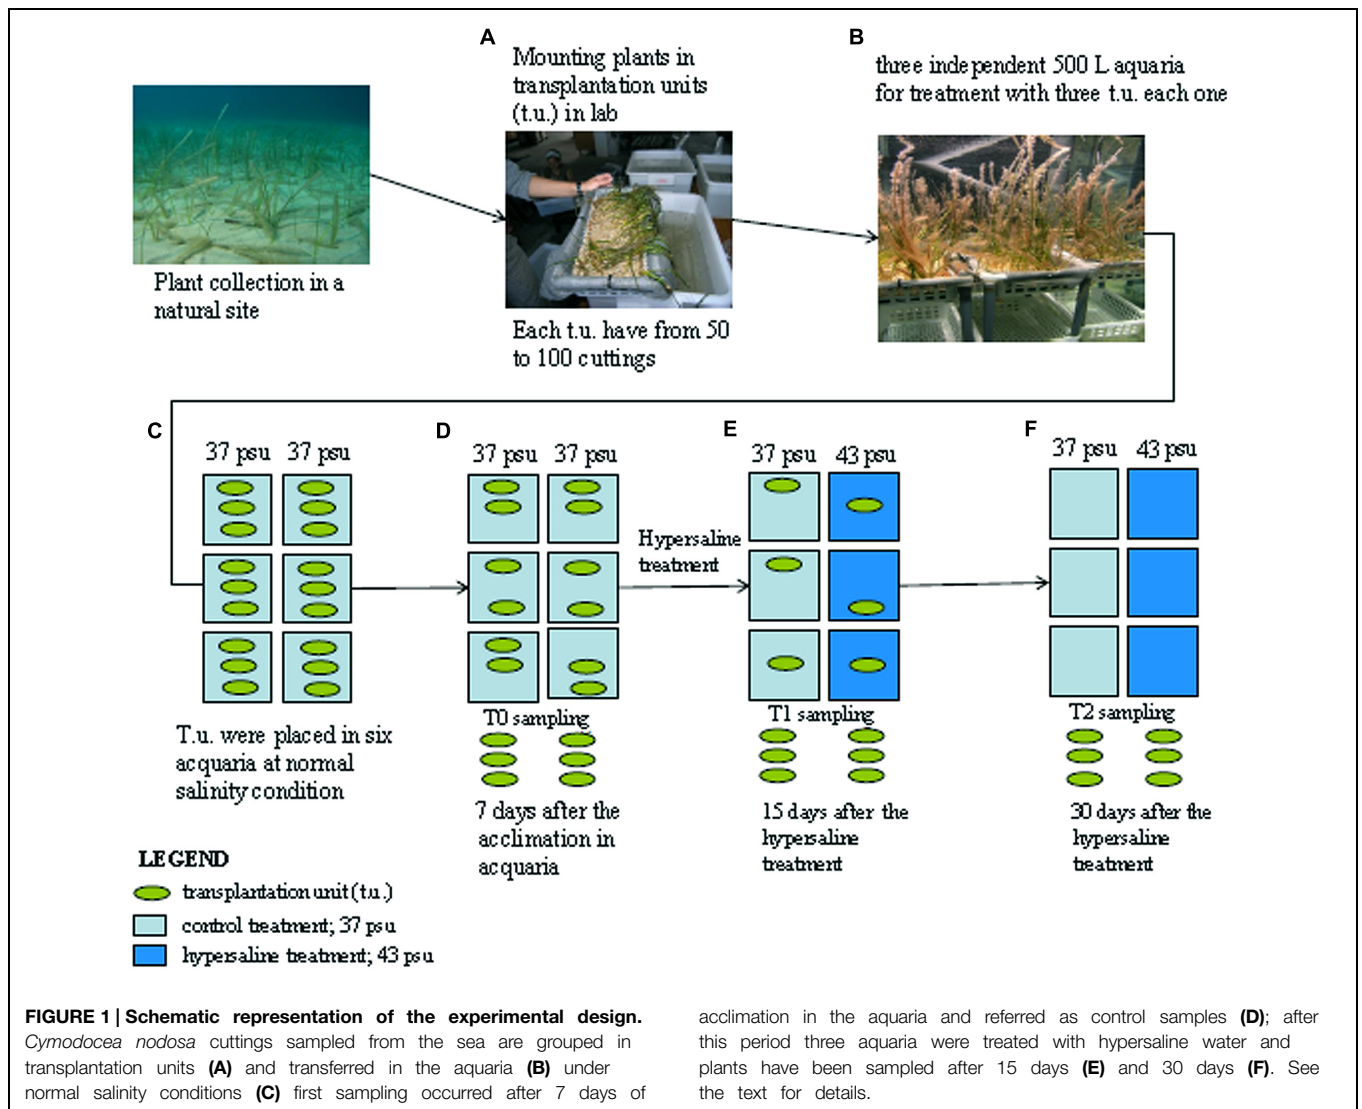 A
Mounting plants in
transplantation units
(t.u.) in lab
B
three independent 500 L aquaria
for treatment with three t.u. each one
Plant collection in a
natural site
Each t.u. have from 50
to 100 cuttings
C
37 psu 37 psu
D
37 psu 37 psu
E
37 psu 43 psu
F
37 psu 43 psu
Hypersaline
treatment
T.u. were placed in six
acquaria at normal
salinity condition
T0 sampling
7 days after the
acclimation in
acquaria
T1 sampling
15 days after the
hypersaline
treatment
T2 sampling
30 days after the
hypersaline
treatment
LEGEND
transplantation unit (t.u.)
control treatment; 37 psu
hypersaline treatment; 43 psu
FIGURE 1 | Schematic representation of the experimental design.
Cymodocea nodosa cuttings sampled from the sea are grouped in
transplantation units (A) and transferred in the aquaria (B) under
normal salinity conditions (C) first sampling occurred after 7 days of
acclimation in the aquaria and referred as control samples (D); after
this period three aquaria were treated with hypersaline water and
plants have been sampled after 15 days (E) and 30 days (F). See
the text for details.